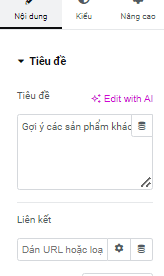 Nội dung Kiểu Nâng cao
Tiêu đề
Tiêu đề Edit with AI
Gợi ý các sản phẩm khác
Liên kết
Dán URL hoặc loạ